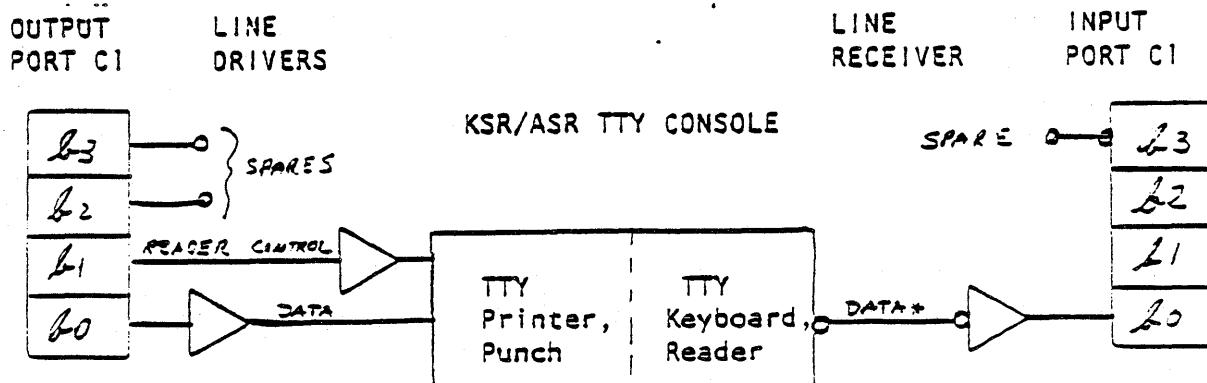 OUTPUT
PORT C1
LINE
DRIVERS
LINE
RECEIVER
INPUT
PORT C1
KSR/ASR TTY CONSOLE
b3
b2
b1
b0
SPARES
READER CONTROL
DATA
TTY
Printer,
Punch
TTY
Keyboard,
Reader
DATA*
SPARE
b3
b2
b1
b0